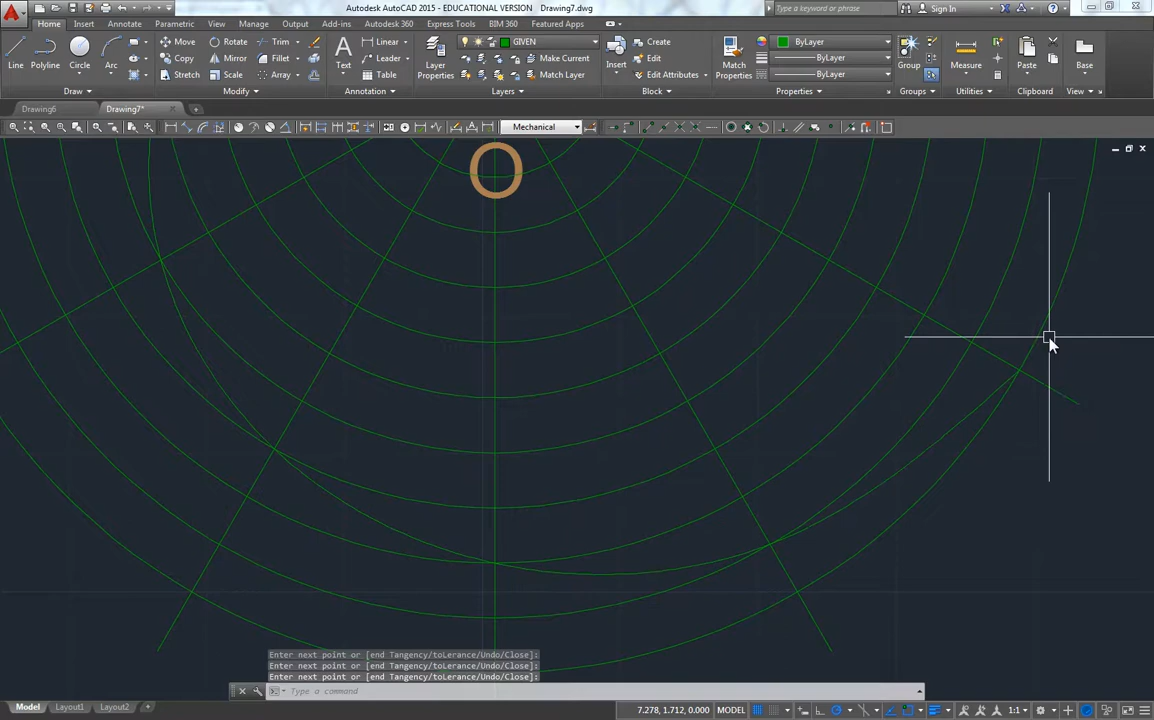 Autodesk AutoCAD 2015 - EDUCATIONAL VERSION Drawing7.dwg
Type a keyword or phrase
Sign In
Home Insert Annotate Parametric View Manage Output Add-ins Autodesk 360 Express Tools BIM 360 Featured Apps
Line Polyline Circle Arc
Move Rotate Trim
Copy Mirror Fillet
Stretch Scale Array
Text
Linear
Leader
Table
Layer Properties
GIVEN
Make Current
Match Layer
Insert
Create
Edit
Edit Attributes
Match Properties
ByLayer
ByLayer
ByLayer
Group
Measure
Paste
Base
Draw Modify Annotation Layers Block Properties Groups Utilities Clipboard View
Drawing6 Drawing7*
Mechanical
O
Enter next point or [end Tangency/toLerance/Undo/Close]:
Enter next point or [end Tangency/toLerance/Undo/Close]:
Enter next point or [end Tangency/toLerance/Undo/Close]:
Type a command
Model Layout1 Layout2 +
7.278, 1.712, 0.000 MODEL
1:1